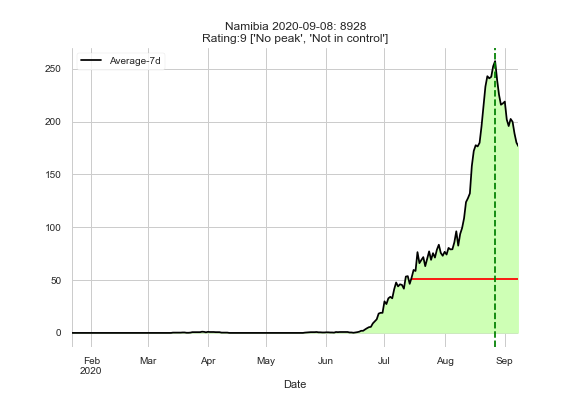 Namibia 2020-09-08: 8928
Rating:9 ['No peak', 'Not in control']
Average-7d
250
200
150
100
50
0
Feb Mar Apr May Jun Jul Aug Sep
2020
Date